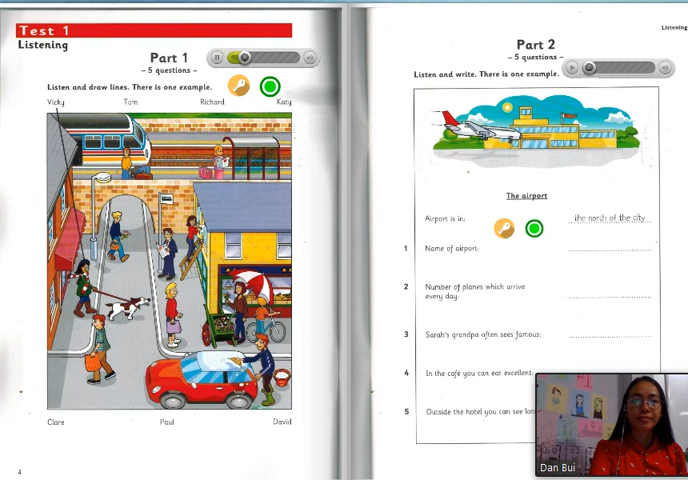 Test 1
Listening
Part 1
– 5 questions –
Listen and draw lines. There is one example.
Vicky Tom Richard Katy
Clare Paul David
4
Listening
Part 2
– 5 questions –
Listen and write. There is one example.
The airport
Airport is in: the north of the city
1 Name of airport:
2 Number of planes which arrive
every day:
3 Sarah's grandpa often sees famous:
4 In the café you can eat excellent:
5 Outside the hotel you can see
Dan Bui